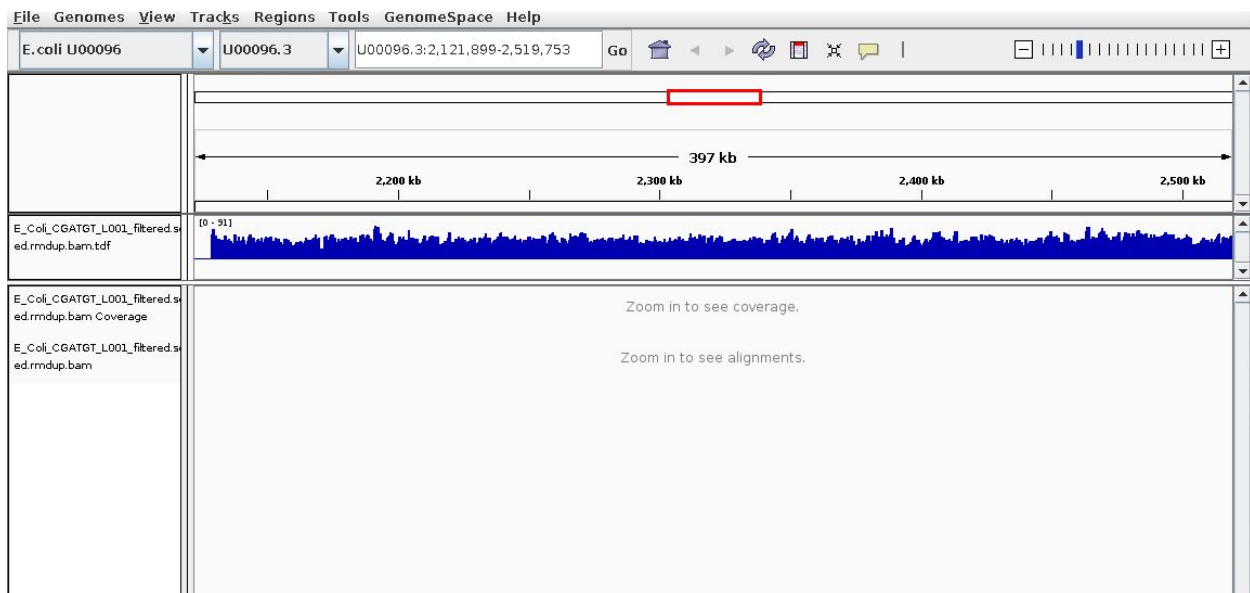 File Genomes View Tracks Regions Tools GenomeSpace Help
E.coli U00096 U00096.3 U00096.3:2,121,899-2,519,753 Go
397 kb
2,200 kb 2,300 kb 2,400 kb 2,500 kb
E_Coli_CGATGT_L001_filtered.s
ed.rmdup.bam.tdf
[0 - 91]
E_Coli_CGATGT_L001_filtered.s
ed.rmdup.bam Coverage
Zoom in to see coverage.
E_Coli_CGATGT_L001_filtered.s
ed.rmdup.bam
Zoom in to see alignments.